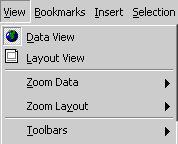 View Bookmarks Insert Selection
Data View
Layout View
Zoom Data
Zoom Layout
Toolbars